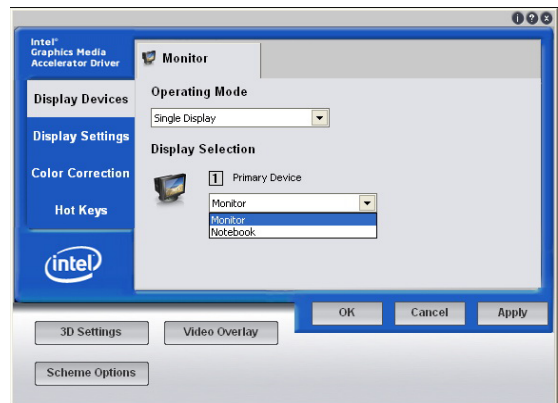 Intel®
Graphics Media
Accelerator Driver
Monitor
Display Devices
Display Settings
Color Correction
Hot Keys
intel
Operating Mode
Single Display
Display Selection
1 Primary Device
Monitor
Monitor
Notebook
OK
Cancel
Apply
3D Settings
Video Overlay
Scheme Options